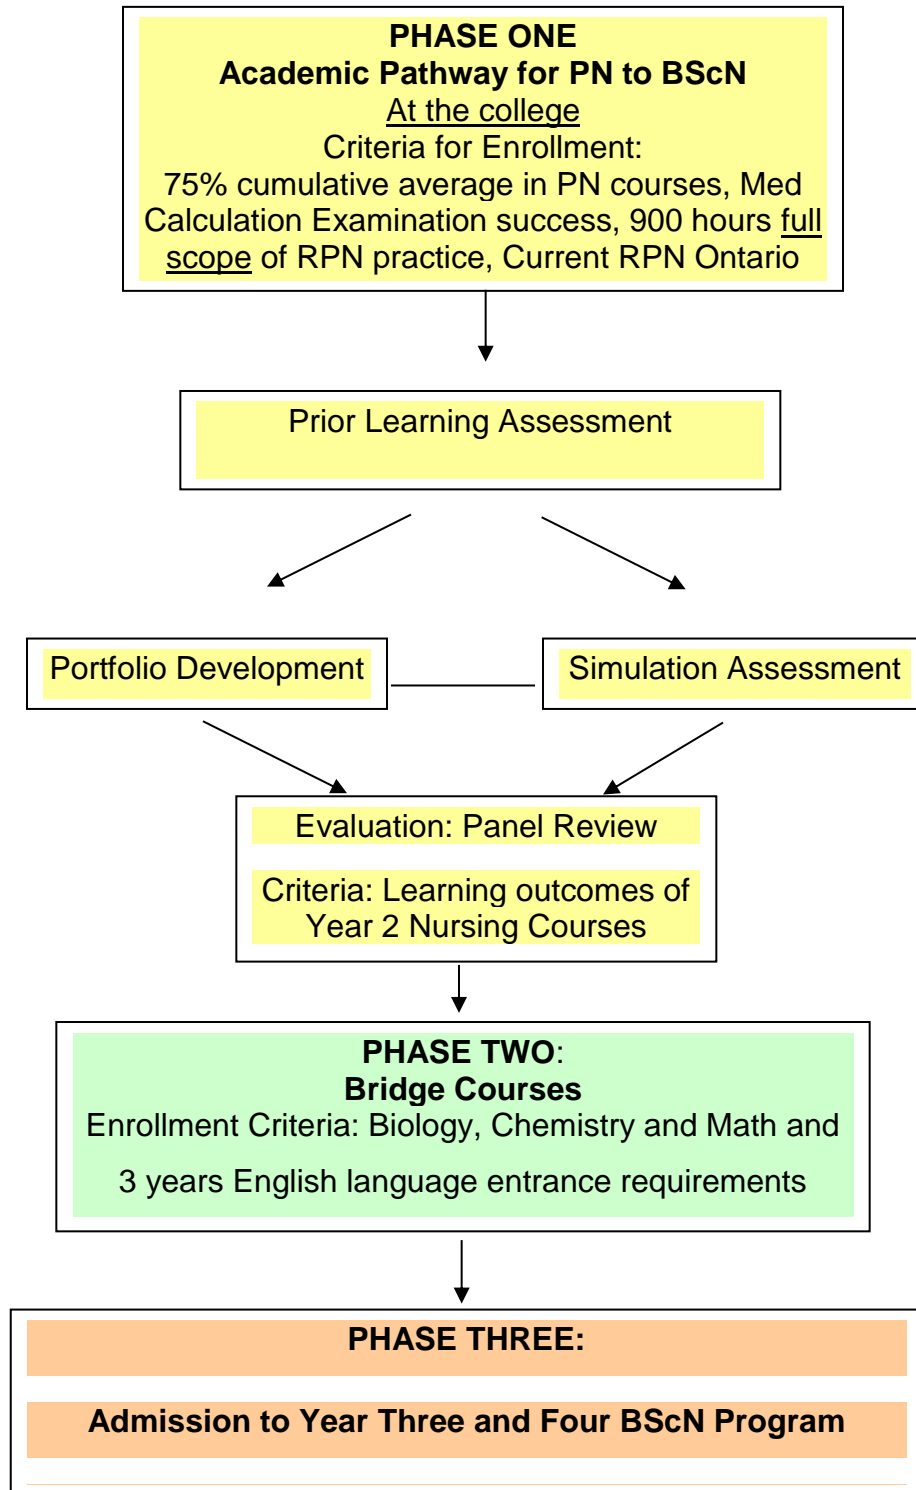 PHASE ONE
Academic Pathway for PN to BScN
At the college
Criteria for Enrollment:
75% cumulative average in PN courses, Med
Calculation Examination success, 900 hours full
scope of RPN practice, Current RPN Ontario
Prior Learning Assessment
Portfolio Development
Simulation Assessment
Evaluation: Panel Review
Criteria: Learning outcomes of
Year 2 Nursing Courses
PHASE TWO:
Bridge Courses
Enrollment Criteria: Biology, Chemistry and Math and
3 years English language entrance requirements
PHASE THREE:
Admission to Year Three and Four BScN Program